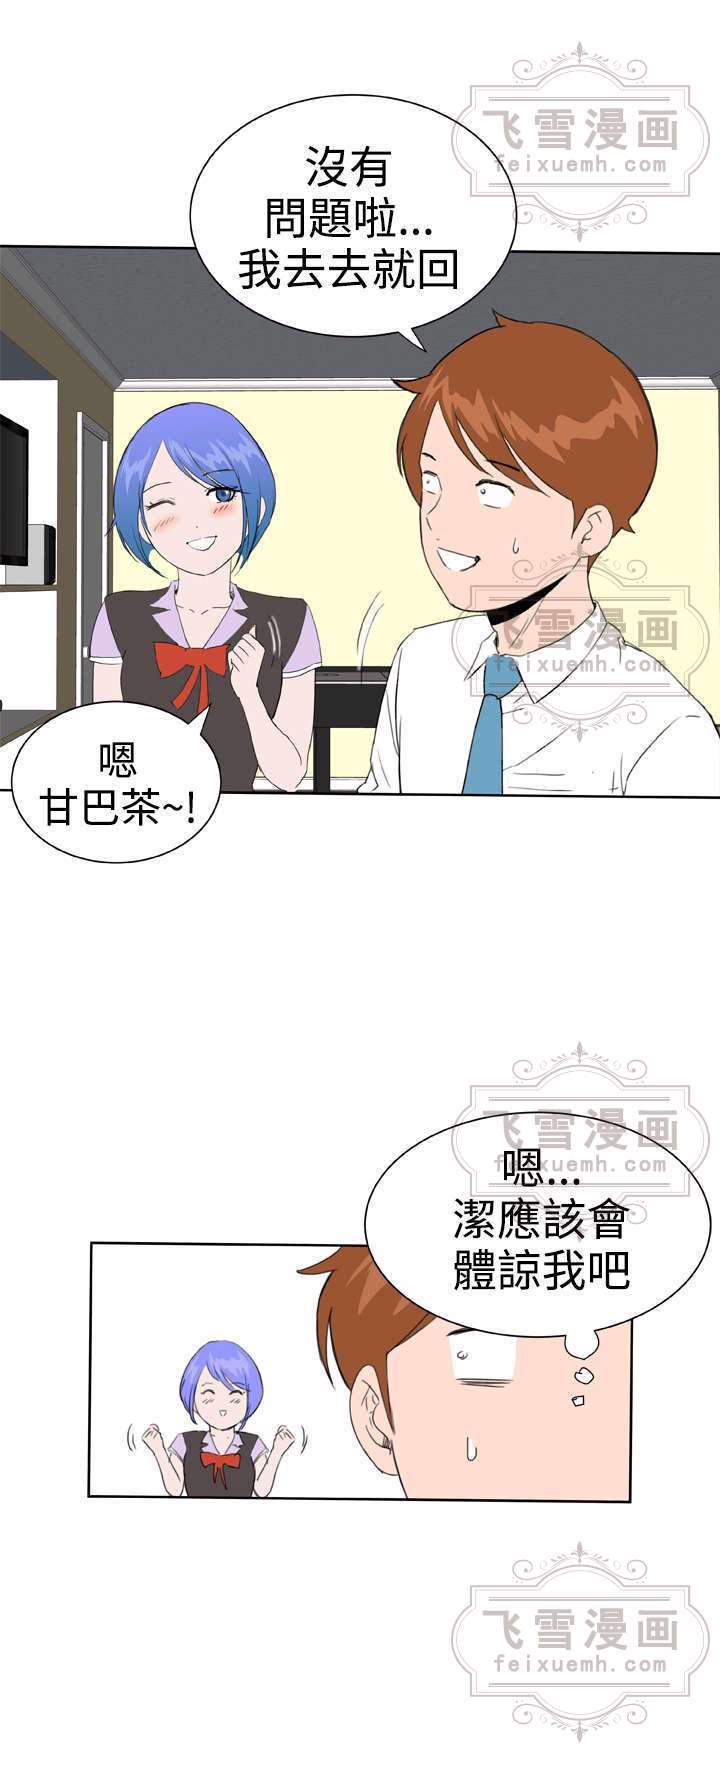 飞雪漫画
feixuemh.com
沒有
問題啦...
我去去就回
飞雪漫画
feixuemh.com
嗯
甘巴茶~!
飞雪漫画
feixuemh.com
嗯...
潔應該會
體諒我吧
飞雪漫画
feixuemh.com